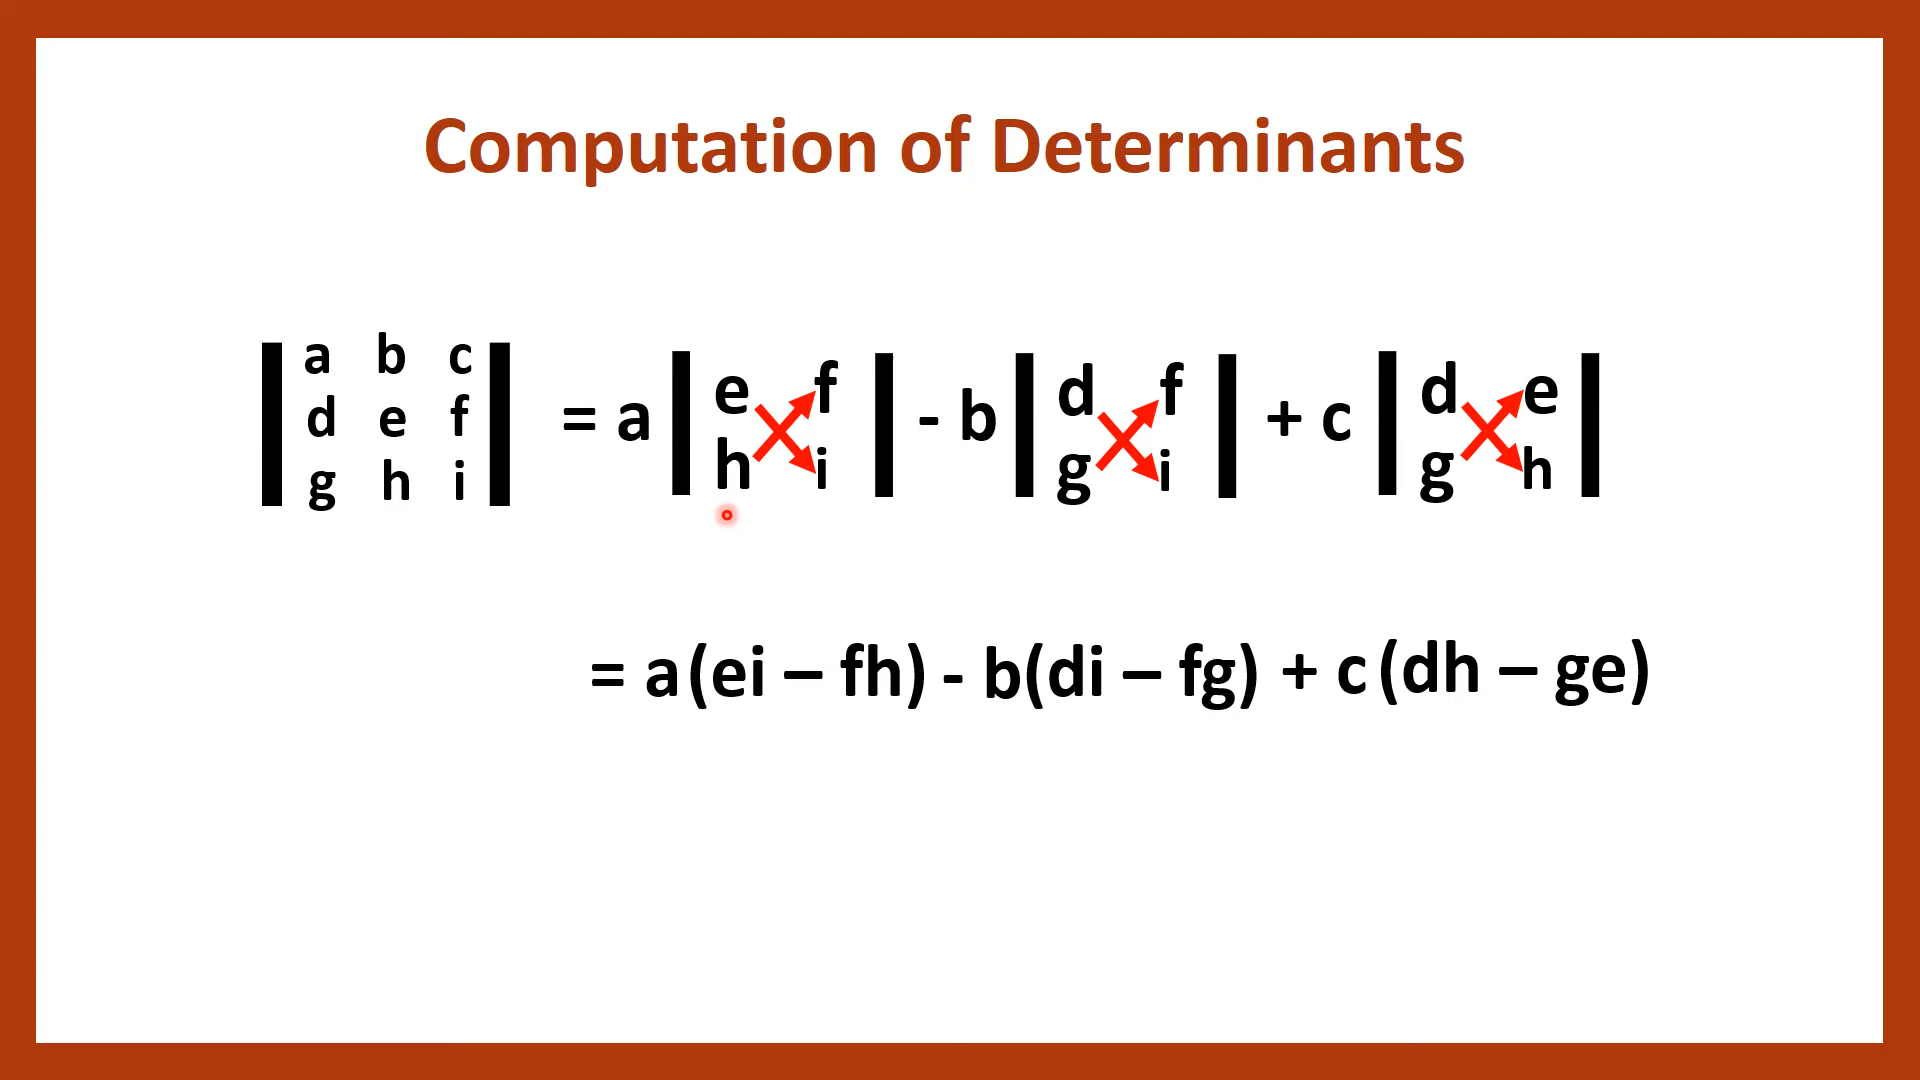 Computation of Determinants
| a b c |
| d e f | = a | e f | - b | d f | + c | d e |
| g h i | | h i | | g i | | g h |
= a(ei – fh) - b(di – fg) + c(dh – ge)